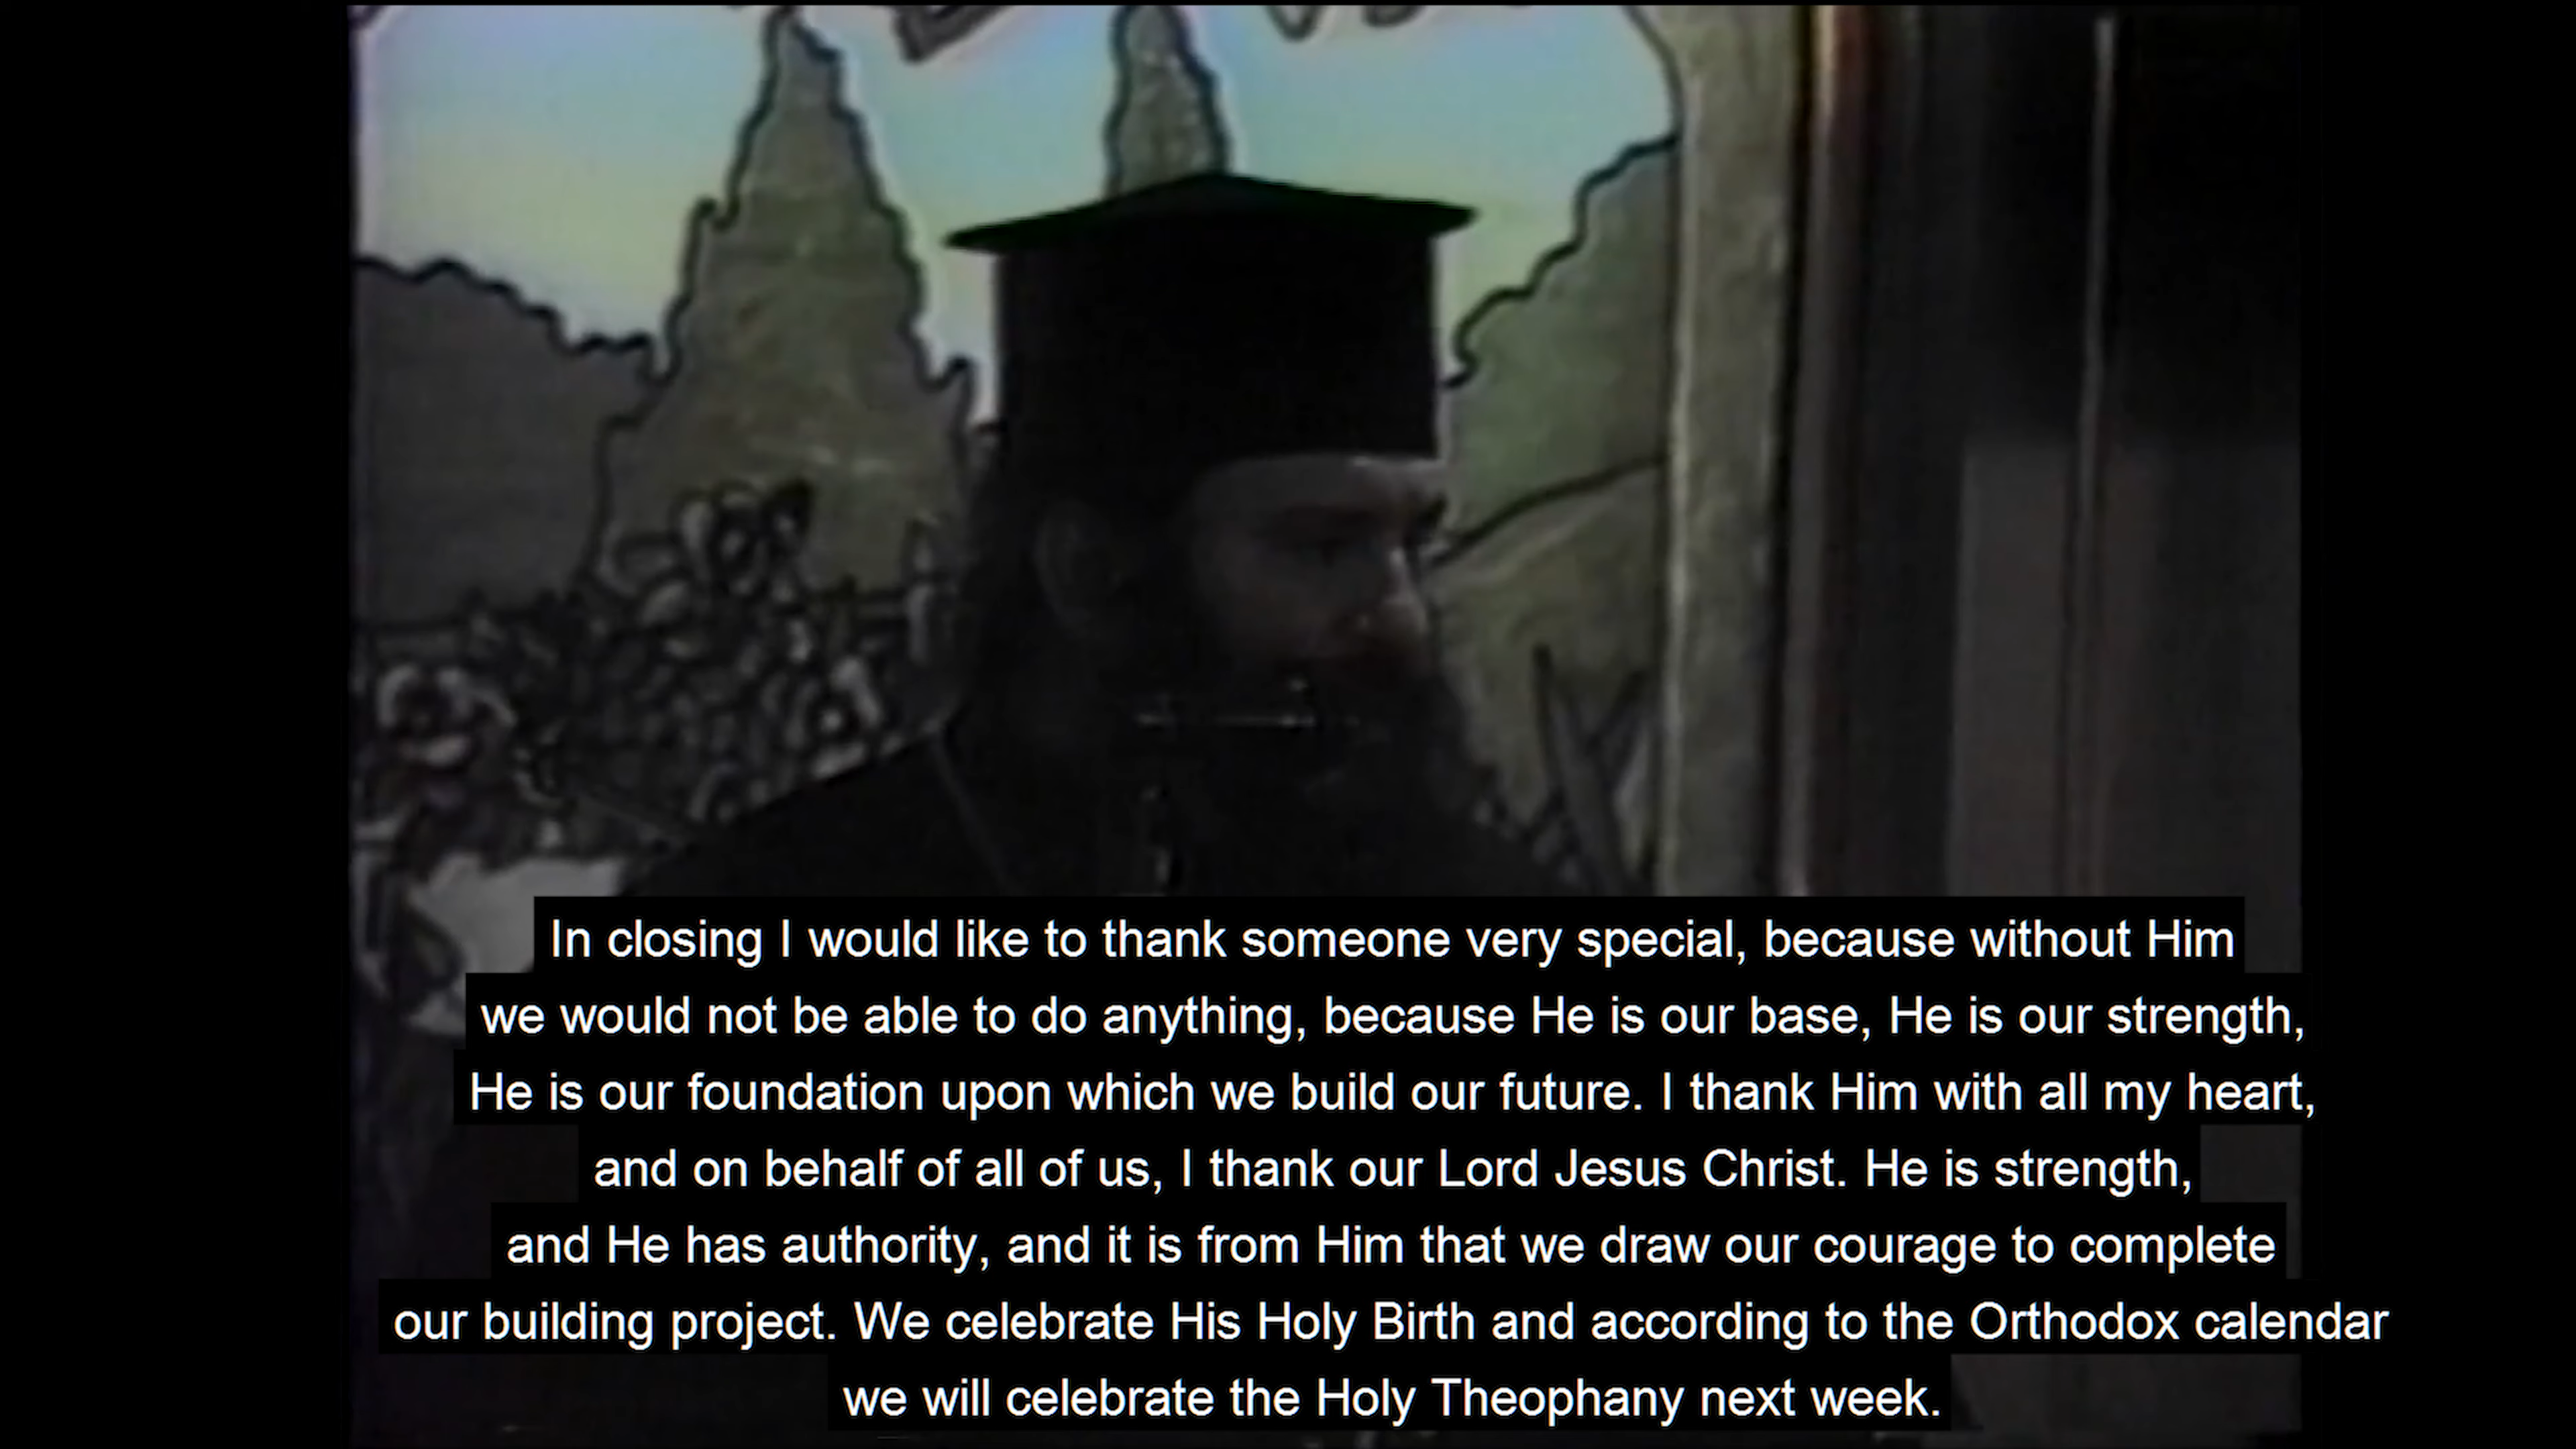 In closing I would like to thank someone very special, because without Him
we would not be able to do anything, because He is our base, He is our strength,
He is our foundation upon which we build our future. I thank Him with all my heart,
and on behalf of all of us, I thank our Lord Jesus Christ. He is strength,
and He has authority, and it is from Him that we draw our courage to complete
our building project. We celebrate His Holy Birth and according to the Orthodox calendar
we will celebrate the Holy Theophany next week.